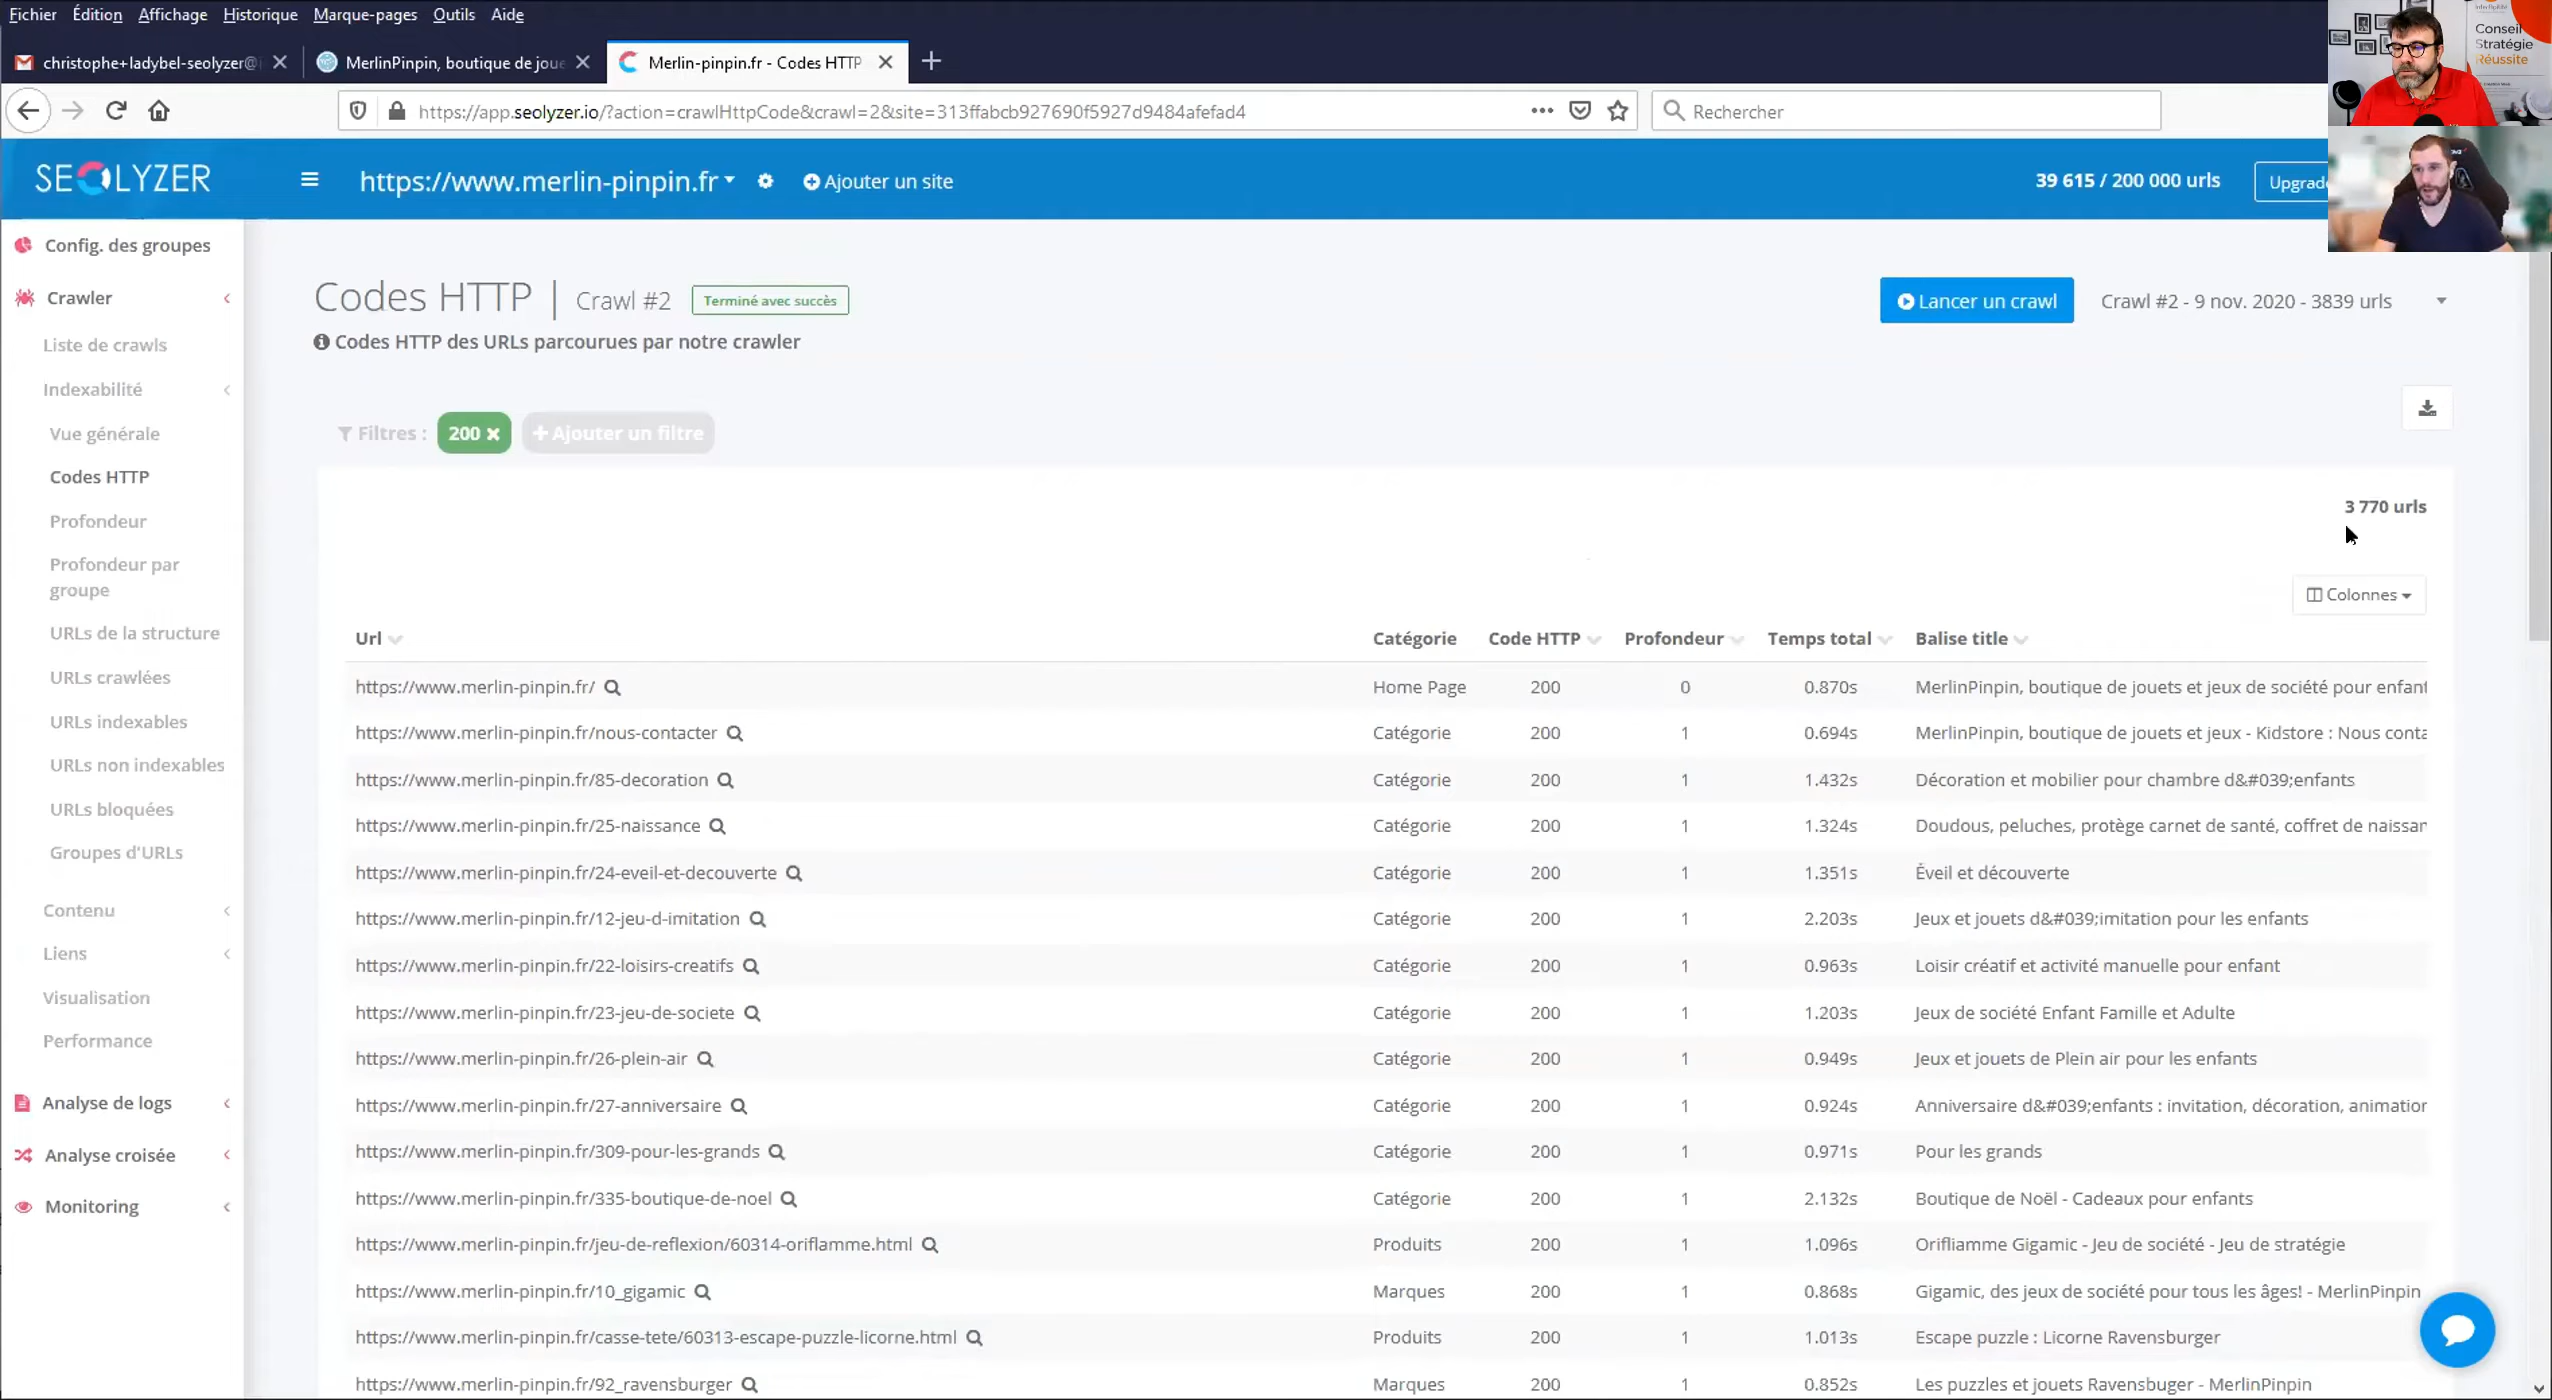 Fichier Édition Affichage Historique Marque-pages Outils Aide
christophe+ladybel-seolyzer@
MerlinPinpin, boutique de joue
Merlin-pinpin.fr - Codes HTTP
https://app.seolyzer.io/?action=crawlHttpCode&crawl=2&site=313ffabcb927690f5927d9484afefad4
Rechercher
Conseil
Stratégie
Réussite
SEOLYZER
https://www.merlin-pinpin.fr
Ajouter un site
39 615 / 200 000 urls
Upgrade
Config. des groupes
Crawler
Liste de crawls
Indexabilité
Vue générale
Codes HTTP
Profondeur
Profondeur par
groupe
URLs de la structure
URLs crawlées
URLs indexables
URLs non indexables
URLs bloquées
Groupes d'URLs
Contenu
Liens
Visualisation
Performance
Analyse de logs
Analyse croisée
Monitoring
Codes HTTP | Crawl #2 Terminé avec succès
Codes HTTP des URLs parcourues par notre crawler
Lancer un crawl
Crawl #2 - 9 nov. 2020 - 3839 urls
Filtres : 200 × + Ajouter un filtre
3 770 urls
Colonnes
Url Catégorie Code HTTP Profondeur Temps total Balise title
https://www.merlin-pinpin.fr/ Home Page 200 0 0.870s MerlinPinpin, boutique de jouets et jeux de société pour enfant
https://www.merlin-pinpin.fr/nous-contacter Catégorie 200 1 0.694s MerlinPinpin, boutique de jouets et jeux - Kidstore : Nous conta
https://www.merlin-pinpin.fr/85-decoration Catégorie 200 1 1.432s Décoration et mobilier pour chambre d&#039;enfants
https://www.merlin-pinpin.fr/25-naissance Catégorie 200 1 1.324s Doudous, peluches, protège carnet de santé, coffret de naissan
https://www.merlin-pinpin.fr/24-eveil-et-decouverte Catégorie 200 1 1.351s Éveil et découverte
https://www.merlin-pinpin.fr/12-jeu-d-imitation Catégorie 200 1 2.203s Jeux et jouets d&#039;imitation pour les enfants
https://www.merlin-pinpin.fr/22-loisirs-creatifs Catégorie 200 1 0.963s Loisir créatif et activité manuelle pour enfant
https://www.merlin-pinpin.fr/23-jeu-de-societe Catégorie 200 1 1.203s Jeux de société Enfant Famille et Adulte
https://www.merlin-pinpin.fr/26-plein-air Catégorie 200 1 0.949s Jeux et jouets de Plein air pour les enfants
https://www.merlin-pinpin.fr/27-anniversaire Catégorie 200 1 0.924s Anniversaire d&#039;enfants : invitation, décoration, animation
https://www.merlin-pinpin.fr/309-pour-les-grands Catégorie 200 1 0.971s Pour les grands
https://www.merlin-pinpin.fr/335-boutique-de-noel Catégorie 200 1 2.132s Boutique de Noël - Cadeaux pour enfants
https://www.merlin-pinpin.fr/jeu-de-reflexion/60314-oriflamme.html Produits 200 1 1.096s Orifliamme Gigamic - Jeu de société - Jeu de stratégie
https://www.merlin-pinpin.fr/10_gigamic Marques 200 1 0.868s Gigamic, des jeux de société pour tous les âges! - MerlinPinpin
https://www.merlin-pinpin.fr/casse-tete/60313-escape-puzzle-licorne.html Produits 200 1 1.013s Escape puzzle : Licorne Ravensburger
https://www.merlin-pinpin.fr/92_ravensburger Marques 200 1 0.852s Les puzzles et jouets Ravensbuger - MerlinPinpin